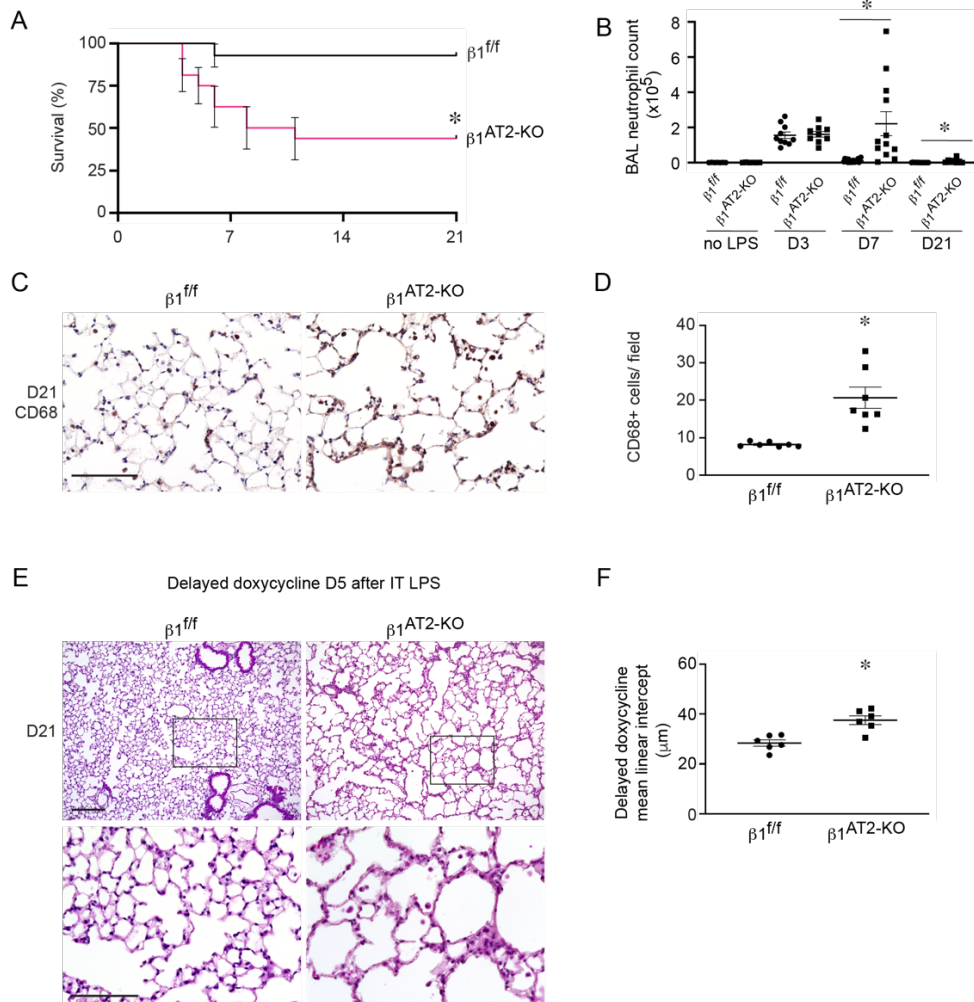 A
Survival (%)
100
75
50
25
0
0 7 14 21
β1f/f
*
β1AT2-KO
B
BAL neutrophil count
(x10⁵)
8
6
4
2
0
*
*
β1f/f β1AT2-KO β1f/f β1AT2-KO β1f/f β1AT2-KO β1f/f β1AT2-KO
no LPS D3 D7 D21
C
β1f/f β1AT2-KO
D21
CD68
D
CD68+ cells/ field
40
30
20
10
0
*
β1f/f β1AT2-KO
E
Delayed doxycycline D5 after IT LPS
β1f/f β1AT2-KO
D21
F
Delayed doxycycline
mean linear intercept
(μm)
60
40
20
0
*
β1f/f β1AT2-KO